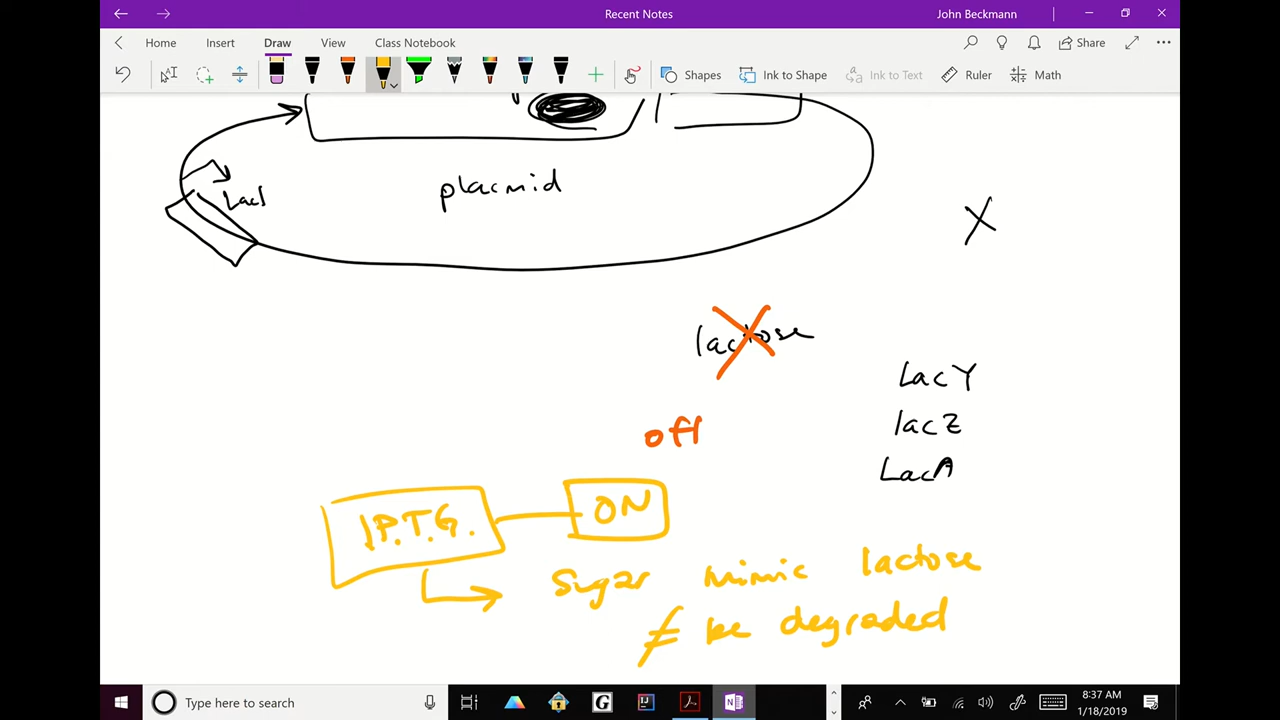 Recent Notes
John Beckmann
Home Insert Draw View Class Notebook
Share
Shapes
Ink to Shape
Ink to Text
Ruler
Math
LacI
placmid
X
lactose
LacY
off
lacZ
LacA
I.P.T.G.
ON
Sugar mimic lactose
≠ be degraded
Type here to search
8:37 AM
1/18/2019